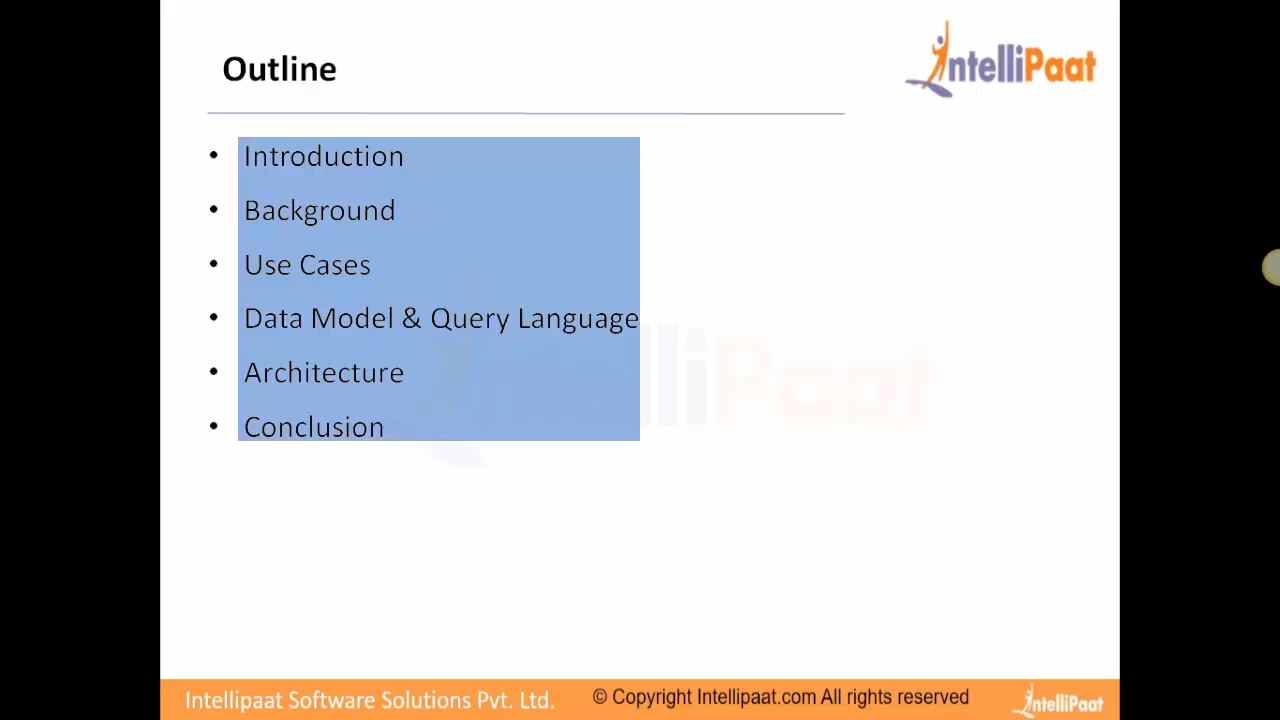 Outline
IntelliPaat
• Introduction
• Background
• Use Cases
• Data Model & Query Language
• Architecture
• Conclusion
IntelliPaat
Intellipaat Software Solutions Pvt. Ltd.
© Copyright Intellipaat.com All rights reserved
IntelliPaat